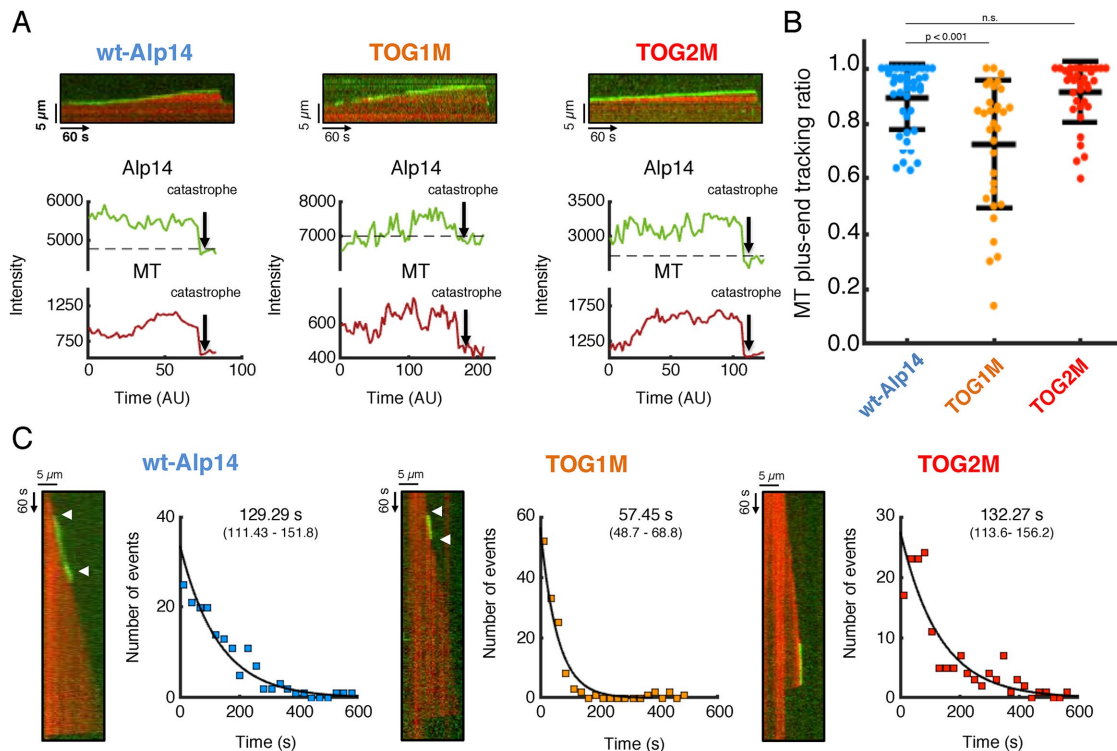 A
wt-Alp14
TOG1M
TOG2M
5 µm
60 s
5 µm
60 s
5 µm
60 s
Alp14
Alp14
Alp14
Intensity
6000
5000
catastrophe
MT
1250
750
catastrophe
0
50
100
Time (AU)
Intensity
8000
7000
catastrophe
MT
600
400
catastrophe
0
100
200
Time (AU)
Intensity
3500
3000
catastrophe
MT
1750
1250
catastrophe
0
50
100
Time (AU)
B
n.s.
p < 0.001
MT plus-end tracking ratio
1.0
0.8
0.6
0.4
0.2
0.0
wt-Alp14
TOG1M
TOG2M
C
wt-Alp14
5 µm
60 s
Number of events
40
20
0
129.29 s
(111.43 - 151.8)
0
200
400
600
Time (s)
TOG1M
5 µm
60 s
Number of events
60
40
20
0
57.45 s
(48.7 - 68.8)
0
200
400
600
Time (s)
TOG2M
5 µm
60 s
Number of events
30
20
10
0
132.27 s
(113.6- 156.2)
0
200
400
600
Time (s)